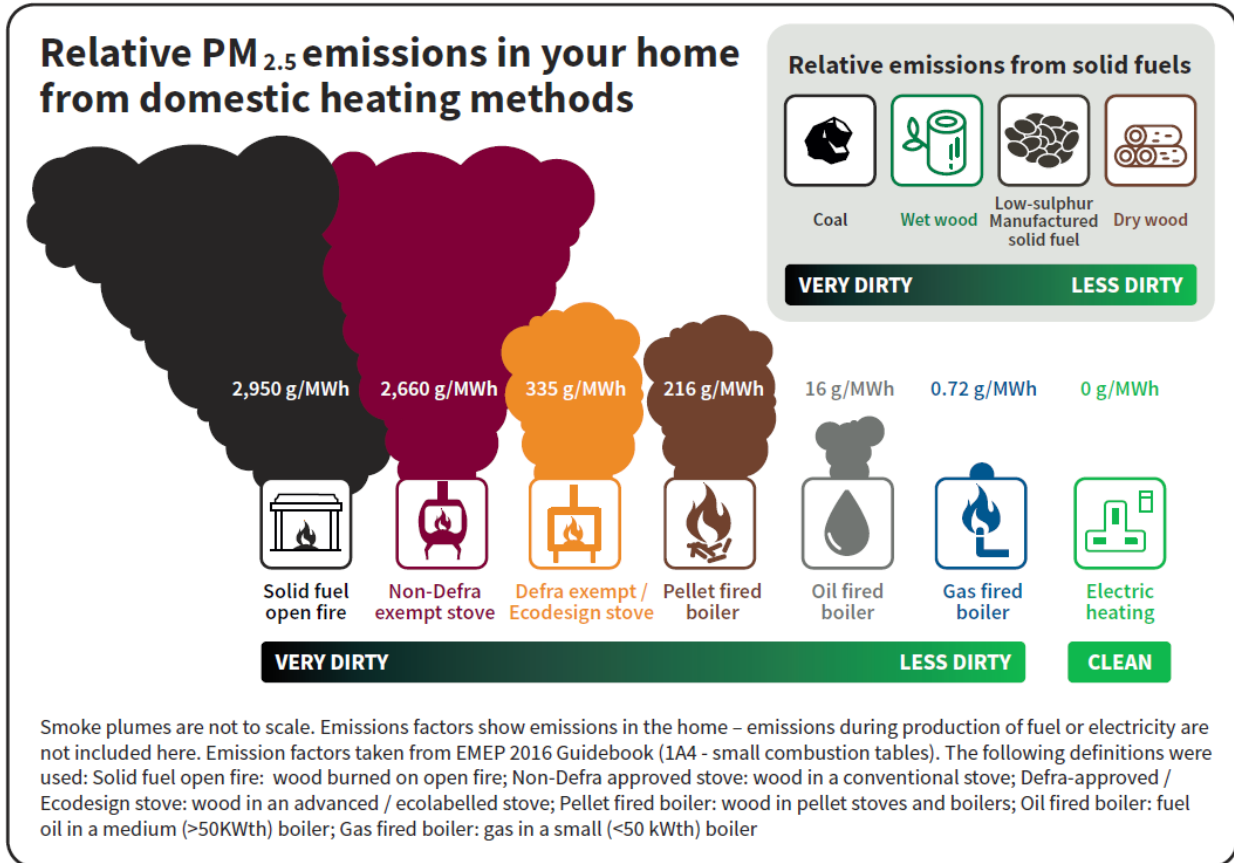 Relative PM 2.5 emissions in your home
from domestic heating methods
Relative emissions from solid fuels
Coal
Wet wood
Low-sulphur
Manufactured
solid fuel
Dry wood
VERY DIRTY
LESS DIRTY
2,950 g/MWh
2,660 g/MWh
335 g/MWh
216 g/MWh
16 g/MWh
0.72 g/MWh
0 g/MWh
Solid fuel
open fire
Non-Defra
exempt stove
Defra exempt /
Ecodesign stove
Pellet fired
boiler
Oil fired
boiler
Gas fired
boiler
Electric
heating
VERY DIRTY
LESS DIRTY
CLEAN
Smoke plumes are not to scale. Emissions factors show emissions in the home – emissions during production of fuel or electricity are
not included here. Emission factors taken from EMEP 2016 Guidebook (1A4 - small combustion tables). The following definitions were
used: Solid fuel open fire: wood burned on open fire; Non-Defra approved stove: wood in a conventional stove; Defra-approved /
Ecodesign stove: wood in an advanced / ecolabelled stove; Pellet fired boiler: wood in pellet stoves and boilers; Oil fired boiler: fuel
oil in a medium (>50KWth) boiler; Gas fired boiler: gas in a small (<50 kWth) boiler